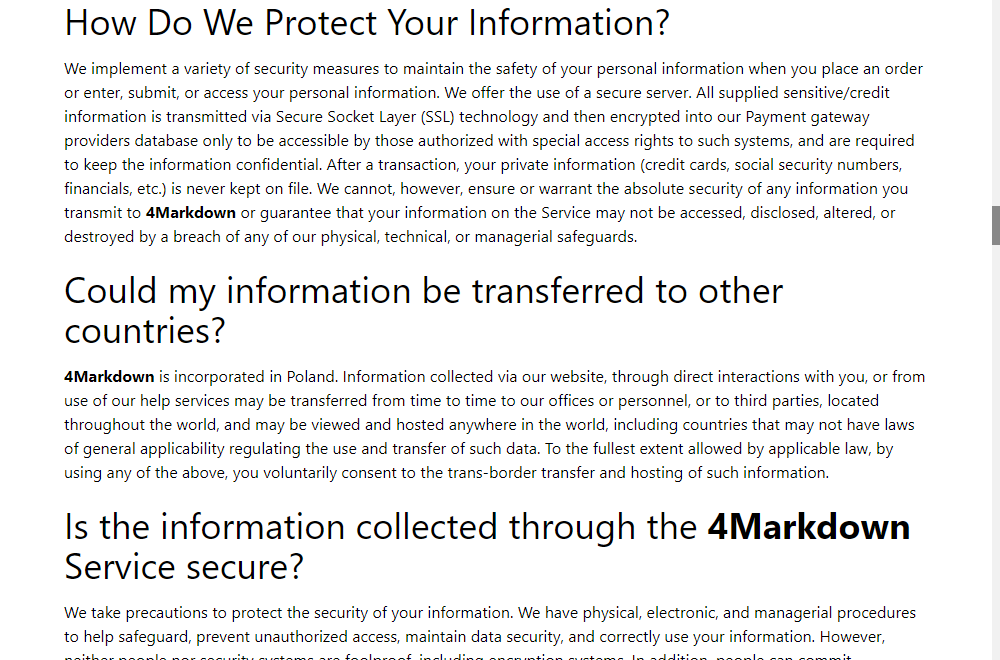 How Do We Protect Your Information?
We implement a variety of security measures to maintain the safety of your personal information when you place an order
or enter, submit, or access your personal information. We offer the use of a secure server. All supplied sensitive/credit
information is transmitted via Secure Socket Layer (SSL) technology and then encrypted into our Payment gateway
providers database only to be accessible by those authorized with special access rights to such systems, and are required
to keep the information confidential. After a transaction, your private information (credit cards, social security numbers,
financials, etc.) is never kept on file. We cannot, however, ensure or warrant the absolute security of any information you
transmit to 4Markdown or guarantee that your information on the Service may not be accessed, disclosed, altered, or
destroyed by a breach of any of our physical, technical, or managerial safeguards.
Could my information be transferred to other
countries?
4Markdown is incorporated in Poland. Information collected via our website, through direct interactions with you, or from
use of our help services may be transferred from time to time to our offices or personnel, or to third parties, located
throughout the world, and may be viewed and hosted anywhere in the world, including countries that may not have laws
of general applicability regulating the use and transfer of such data. To the fullest extent allowed by applicable law, by
using any of the above, you voluntarily consent to the trans-border transfer and hosting of such information.
Is the information collected through the 4Markdown
Service secure?
We take precautions to protect the security of your information. We have physical, electronic, and managerial procedures
to help safeguard, prevent unauthorized access, maintain data security, and correctly use your information. However,
neither people nor security systems are foolproof, including encryption systems. In addition, people can commit